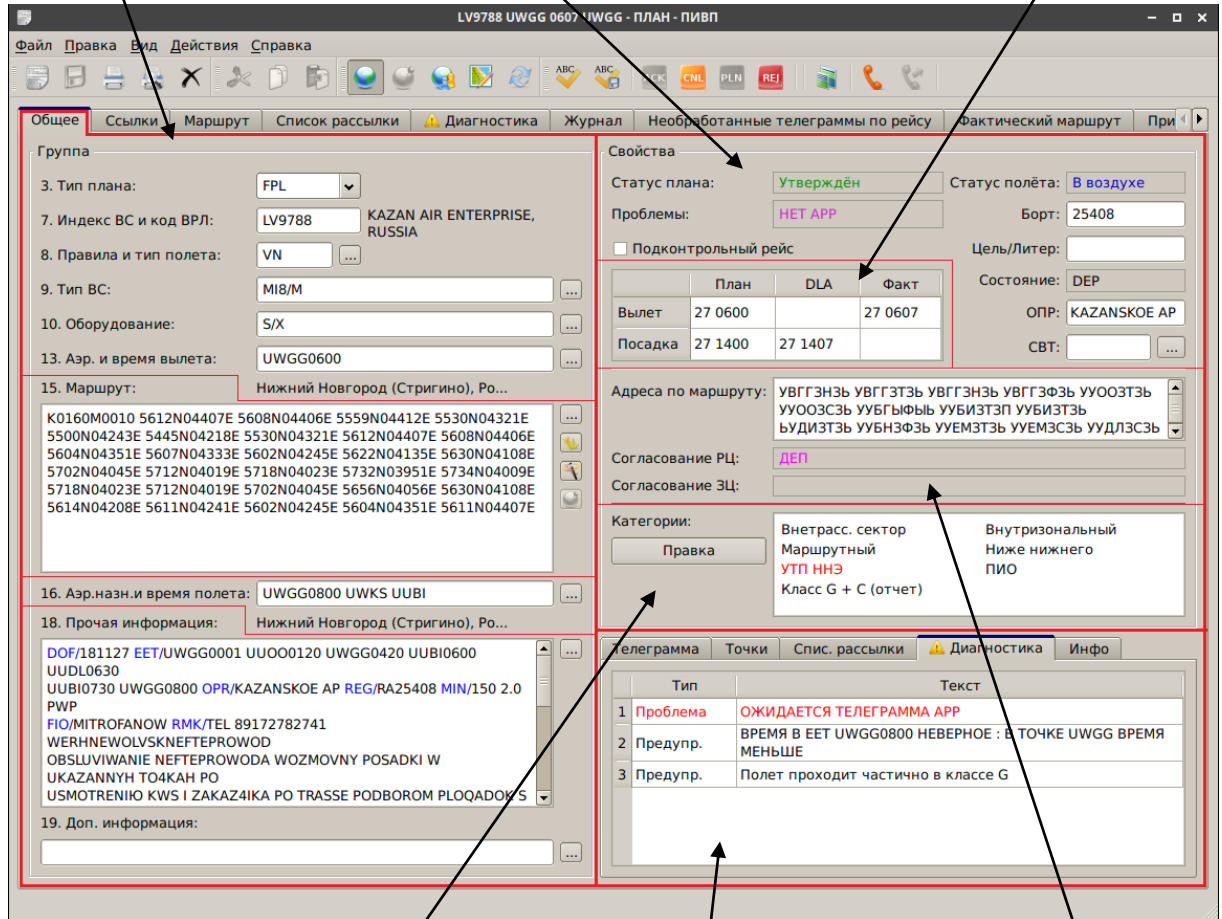 LV9788 UWGG 0607 UWGG - ПЛАН - ПИВП
Файл Правка Вид Действия Справка
ABC ABC ACK CNL PLN REJ
Общее Ссылки Маршрут Список рассылки Диагностика Журнал Необработанные телеграммы по рейсу Фактический маршрут При
Группа
3. Тип плана: FPL
7. Индекс ВС и код ВРЛ: LV9788 KAZAN AIR ENTERPRISE,
RUSSIA
8. Правила и тип полета: VN ...
9. Тип ВС: MI8/M ...
10. Оборудование: S/X ...
13. Аэр. и время вылета: UWGG0600 ...
15. Маршрут: Нижний Новгород (Стригино), Ро...
K0160M0010 5612N04407E 5608N04406E 5559N04412E 5530N04321E ...
5500N04243E 5445N04218E 5530N04321E 5612N04407E 5608N04406E
5604N04351E 5607N04333E 5602N04245E 5622N04135E 5630N04108E
5702N04045E 5712N04019E 5718N04023E 5732N03951E 5734N04009E
5718N04023E 5712N04019E 5702N04045E 5656N04056E 5630N04108E
5614N04208E 5611N04241E 5602N04245E 5604N04351E 5611N04407E
16. Аэр.назн.и время полета: UWGG0800 UWKS UUBI ...
18. Прочая информация: Нижний Новгород (Стригино), Ро...
DOF/181127 EET/UWGG0001 UUOO0120 UWGG0420 UUBI0600 ...
UUDL0630
UUBI0730 UWGG0800 OPR/KAZANSKOE AP REG/RA25408 MIN/150 2.0
PWP
FIO/MITROFANOW RMK/TEL 89172782741
WERHNEWOLVSKNEFTEPROWOD
OBSLUVIWANIE NEFTEPROWODA WOZMOVNY POSADKI W
UKAZANNYH TO4KAH PO
USMOTRENIЮ KWS I ZAKAZ4IKA PO TRASSE PODBOROM PLOQADOK S
19. Доп. информация:
...
Свойства
Статус плана: Утверждён Статус полёта: В воздухе
Проблемы: НЕТ APP Борт: 25408
Подконтрольный рейс Цель/Литер:
План DLA Факт Состояние: DEP
Вылет 27 0600 27 0607 ОПР: KAZANSKOE AP
Посадка 27 1400 27 1407 СВТ: ...
Адреса по маршруту: УВГГЗНЗЬ УВГГЗТЗЬ УВГГЗНЗЬ УВГГЗФЗЬ УУООЗТЗЬ
УУООЗСЗЬ УУБГЫФЫЬ УУБИЗТЗП УУБИЗТЗЬ
ЬУДИЗТЗЬ УУБНЗФЗЬ УУЕМЗТЗЬ УУЕМЗСЗЬ УУДЛЗСЗЬ
Согласование РЦ: ДЕП
Согласование ЗЦ:
Категории:
Правка
Внетрасс. сектор Внутризональный
Маршрутный Ниже нижнего
УТП ННЭ ПИО
Класс G + C (отчет)
Телеграмма Точки Спис. рассылки Диагностика Инфо
Тип Текст
1 Проблема ОЖИДАЕТСЯ ТЕЛЕГРАММА APP
2 Предупр. ВРЕМЯ В EET UWGG0800 НЕВЕРНОЕ : В ТОЧКЕ UWGG ВРЕМЯ
МЕНЬШЕ
3 Предупр. Полет проходит частично в классе G